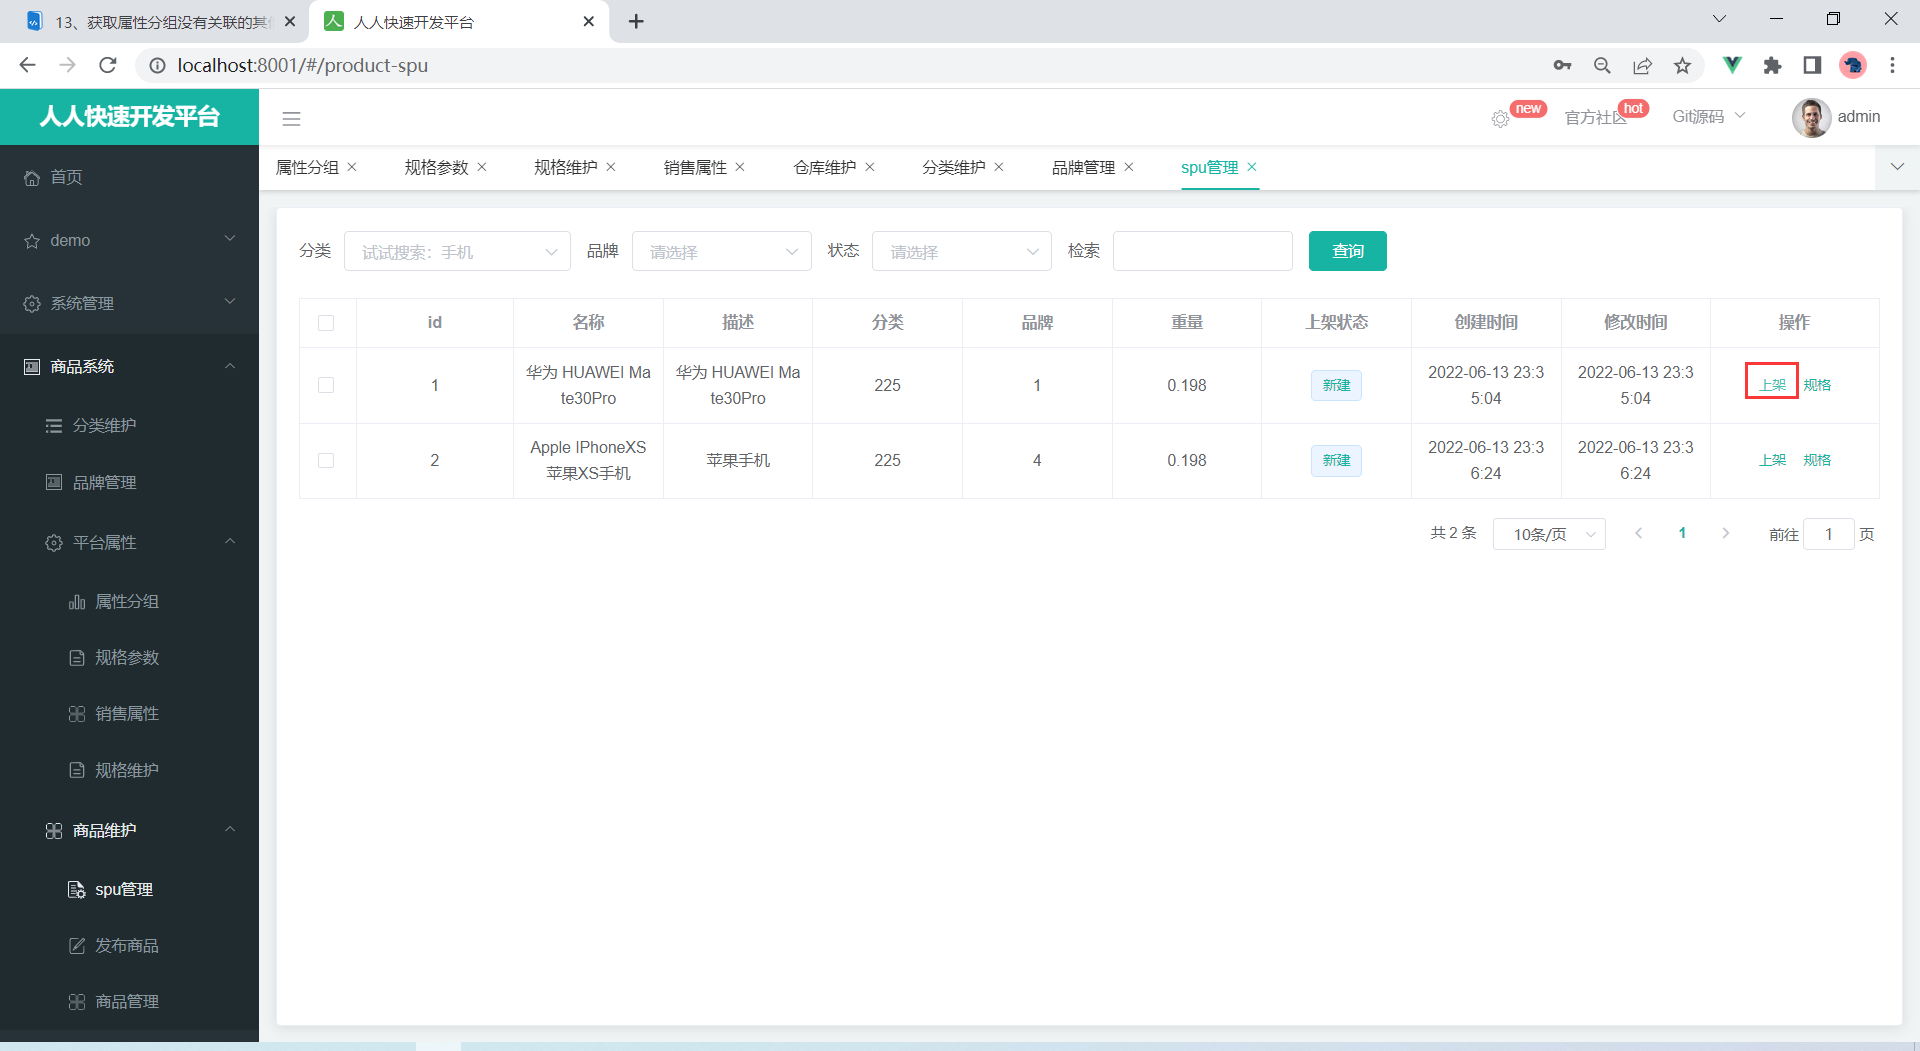 13、获取属性分组没有关联的其
人人快速开发平台
localhost:8001/#/product-spu
人人快速开发平台
new
官方社区
hot
Git源码
admin
首页
demo
系统管理
商品系统
分类维护
品牌管理
平台属性
属性分组
规格参数
销售属性
规格维护
商品维护
spu管理
发布商品
商品管理
属性分组 规格参数 规格维护 销售属性 仓库维护 分类维护 品牌管理 spu管理
分类 试试搜索：手机 品牌 请选择 状态 请选择 检索 查询
id 名称 描述 分类 品牌 重量 上架状态 创建时间 修改时间 操作
1 华为 HUAWEI Ma 华为 HUAWEI Ma 225 1 0.198 新建 2022-06-13 23:3 2022-06-13 23:3 上架 规格
te30Pro te30Pro 5:04 5:04
2 Apple IPhoneXS 苹果手机 225 4 0.198 新建 2022-06-13 23:3 2022-06-13 23:3 上架 规格
苹果XS手机 6:24 6:24
共 2 条 10条/页 1 前往 1 页